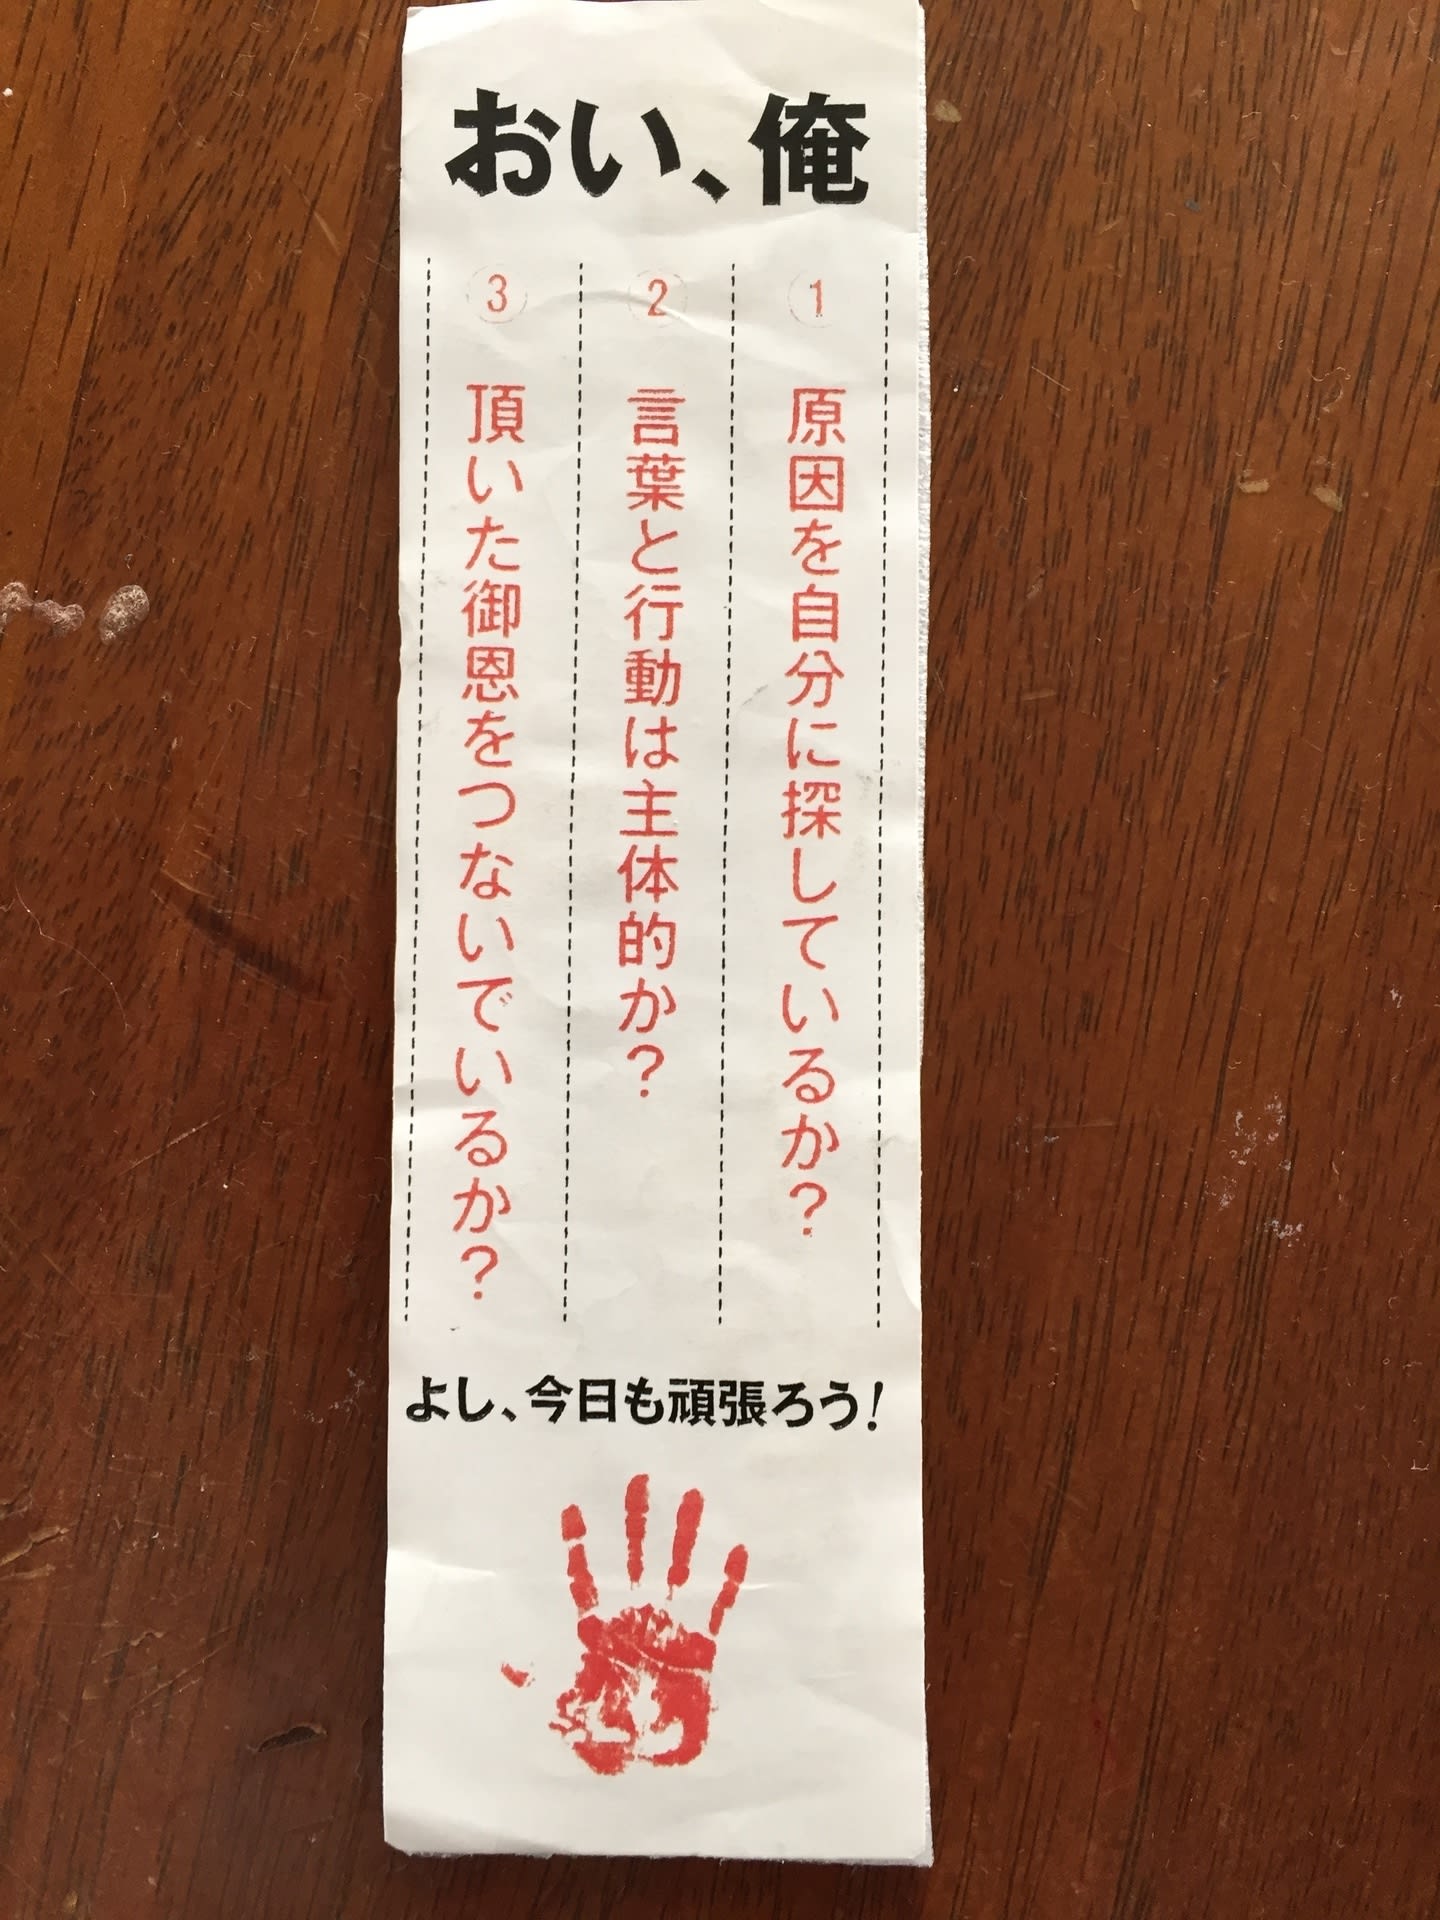 おい、俺
1
原因を自分に探しているか?
2
言葉と行動は主体的か?
3
頂いた御恩をつないでいるか?
よし、今日も頑張ろう!